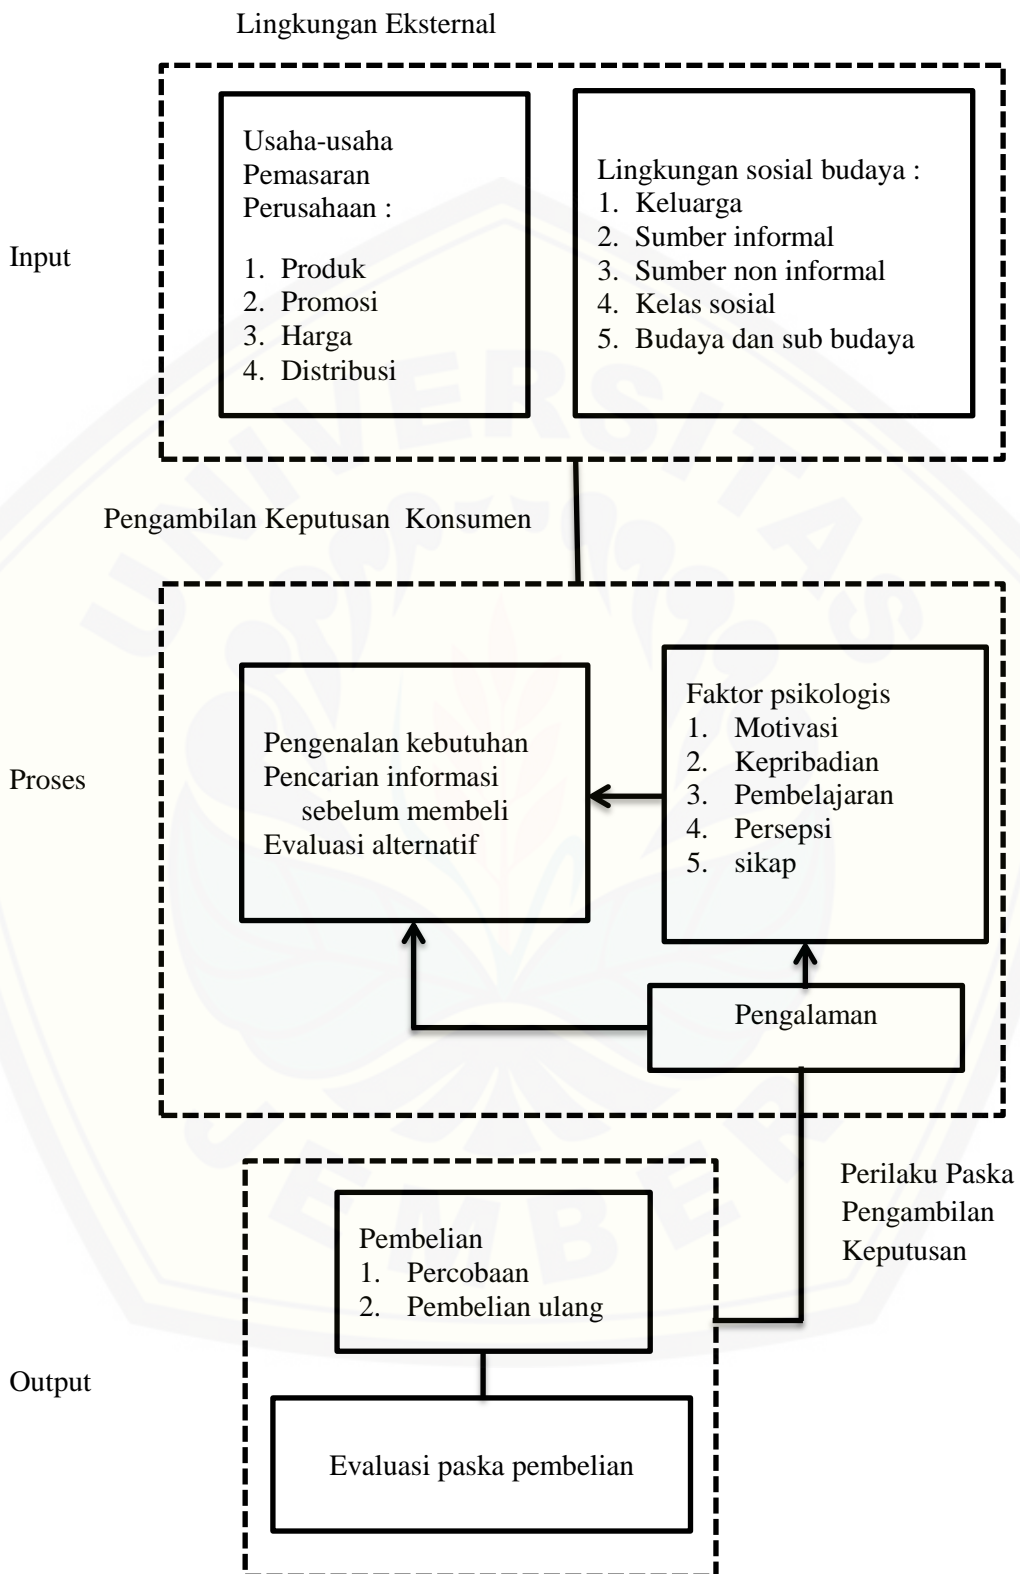 Lingkungan Eksternal
Usaha-usaha
Pemasaran
Perusahaan :
1. Produk
2. Promosi
3. Harga
4. Distribusi
Lingkungan sosial budaya :
1. Keluarga
2. Sumber informal
3. Sumber non informal
4. Kelas sosial
5. Budaya dan sub budaya
Input
Pengambilan Keputusan Konsumen
Pengenalan kebutuhan
Pencarian informasi
sebelum membeli
Evaluasi alternatif
Faktor psikologis
1. Motivasi
2. Kepribadian
3. Pembelajaran
4. Persepsi
5. sikap
Proses
Pengalaman
Perilaku Paska
Pengambilan
Keputusan
Pembelian
1. Percobaan
2. Pembelian ulang
Output
Evaluasi paska pembelian
UNIVERSITAS
JEMBER